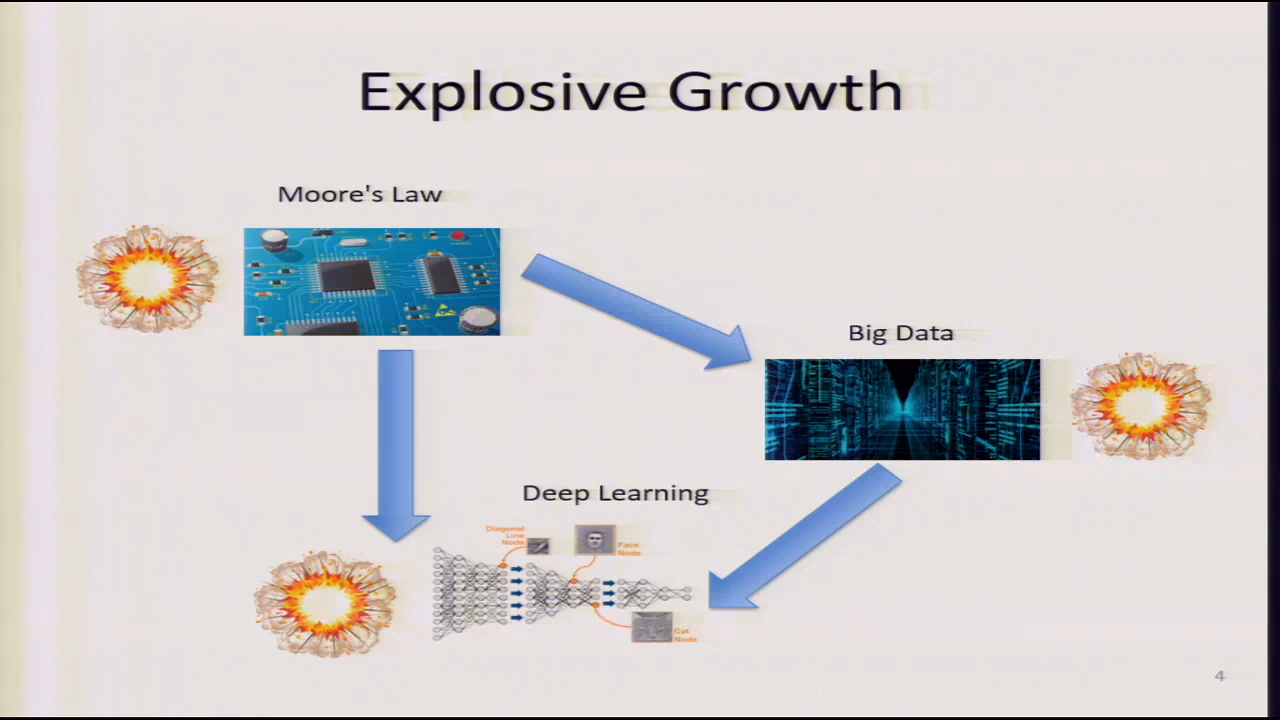 Explosive Growth
Moore's Law
Big Data
Deep Learning
Diagonal
Line
Node
Face
Node
Cat
Node
4